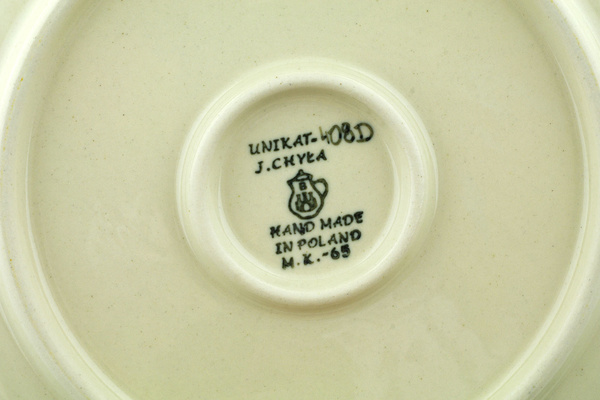 UNIKAT-408D
J.CHYŁA
B
HAND MADE
IN POLAND
M.K.-65